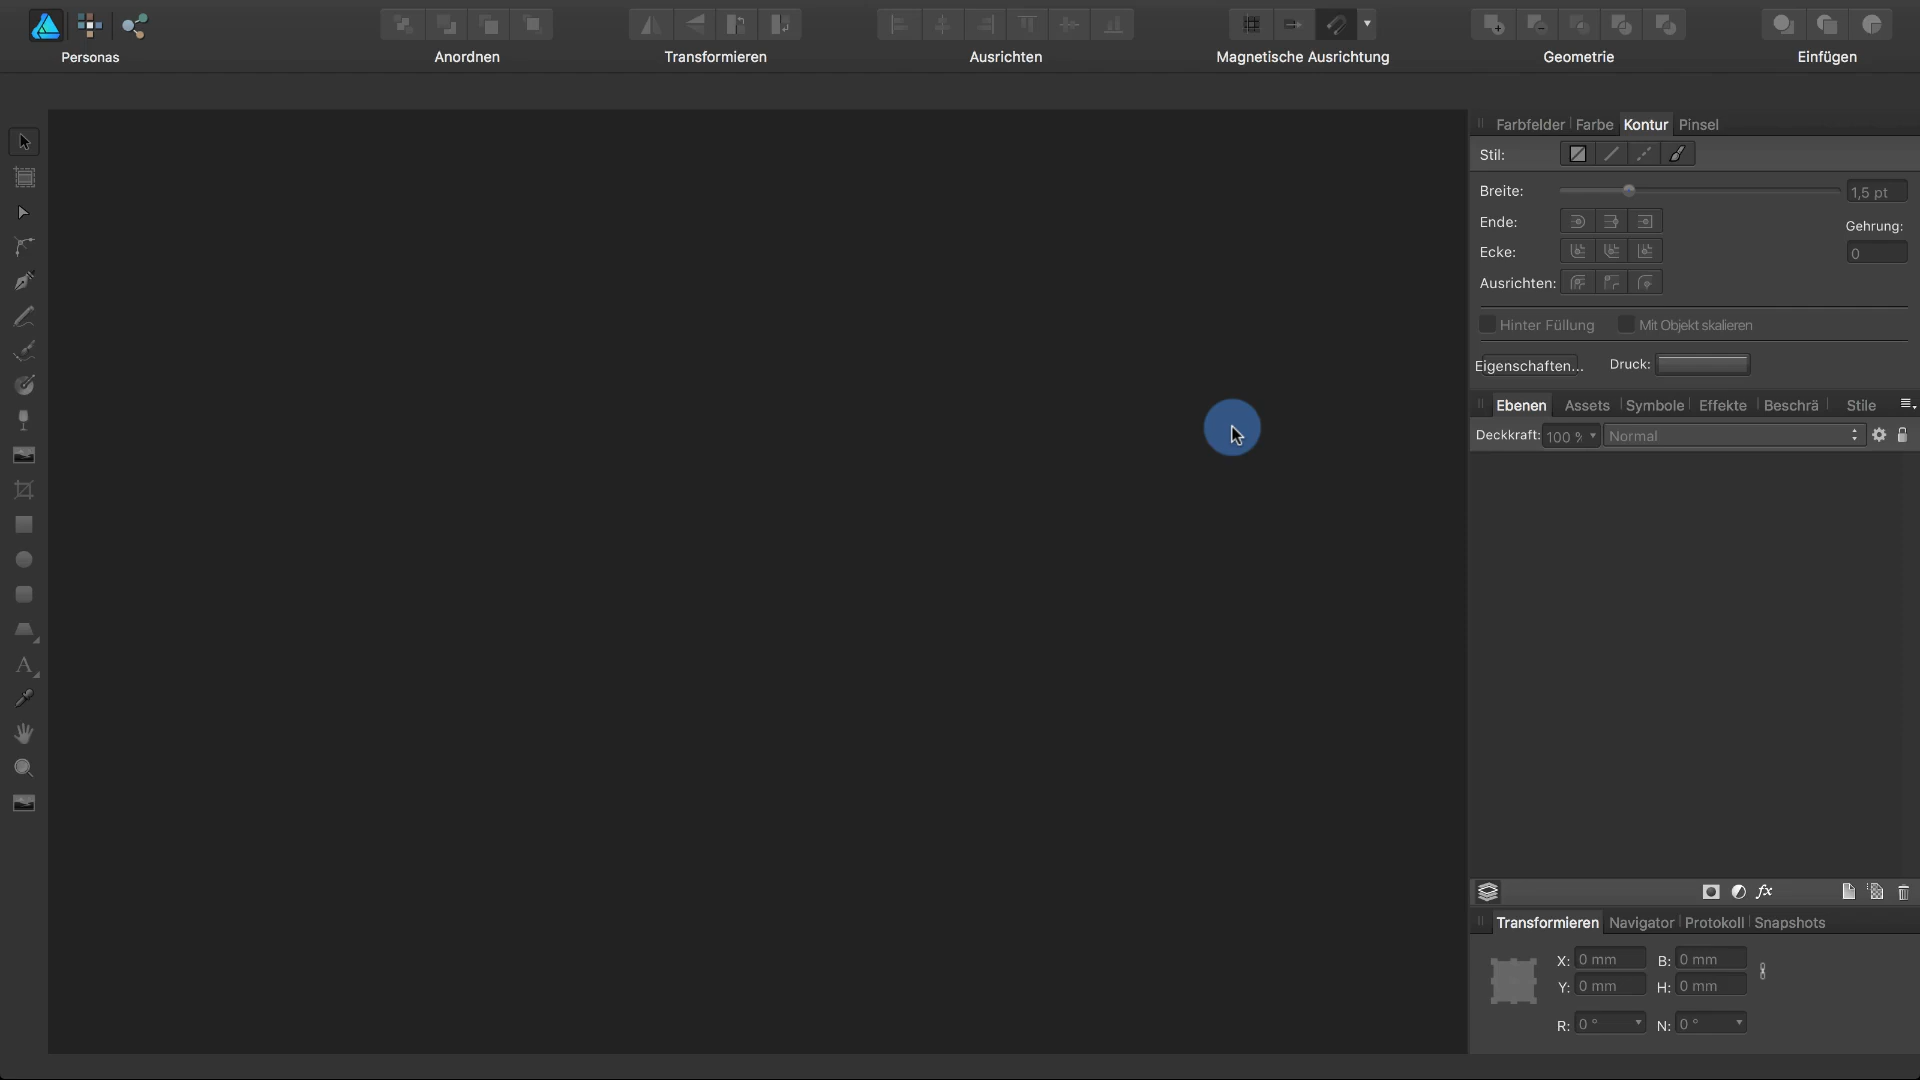 Personas
Anordnen
Transformieren
Ausrichten
Magnetische Ausrichtung
Geometrie
Einfügen
Farbfelder Farbe Kontur Pinsel
Stil:
Breite: 1,5 pt
Ende: Gehrung:
Ecke: 0
Ausrichten:
Hinter Füllung Mit Objekt skalieren
Eigenschaften... Druck:
Ebenen Assets Symbole Effekte Beschrä Stile
Deckkraft: 100 % Normal
A
fx
Transformieren Navigator Protokoll Snapshots
X: 0 mm B: 0 mm
Y: 0 mm H: 0 mm
R: 0 ° N: 0 °